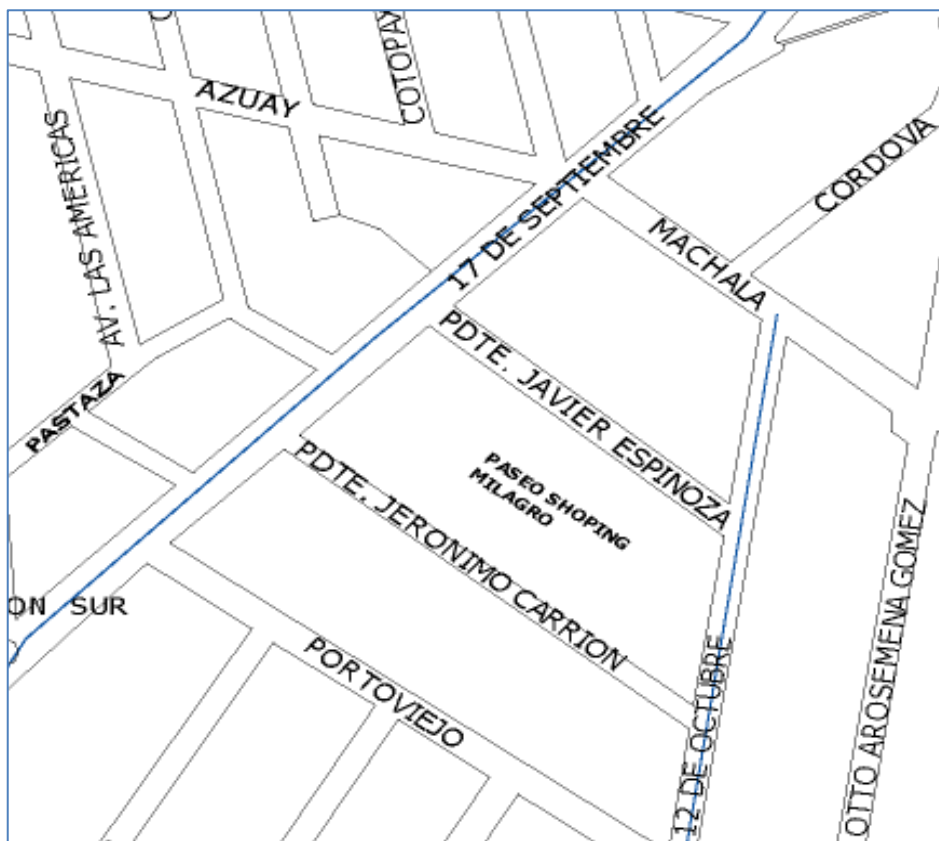 COTOPAX
AZUAY
AV. LAS AMERICAS
17 DE SEPTIEMBRE
CORDOVA
MACHALA
PDTE. JAVIER ESPINOZA
PASTAZA
PASEO SHOPING
MILAGRO
PDTE. JERONIMO CARRION
OTTO AROSEMENA GOMEZ
ON SUR
PORTOVIEJO
12 DE OCTUBRE